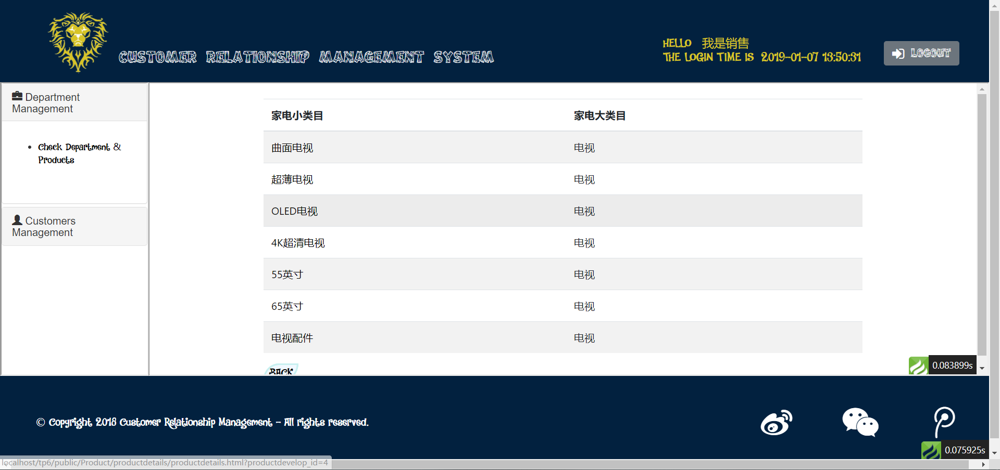 CUSTOMER RELATIONSHIP MANAGEMENT SYSTEM
HELLO 我是销售
THE LOGIN TIME IS 2019-01-07 13:50:31
LOGOUT
Department
Management
Check Department &
Products
Customers
Management
家电小类目 家电大类目
曲面电视 电视
超薄电视 电视
OLED电视 电视
4K超清电视 电视
55英寸 电视
65英寸 电视
电视配件 电视
BACK
0.083899s
© Copyright 2018 Customer Relationship Management - All rights reserved.
0.075925s
localhost/tp6/public/Product/productdetails/productdetails.html?productdevelop_id=4